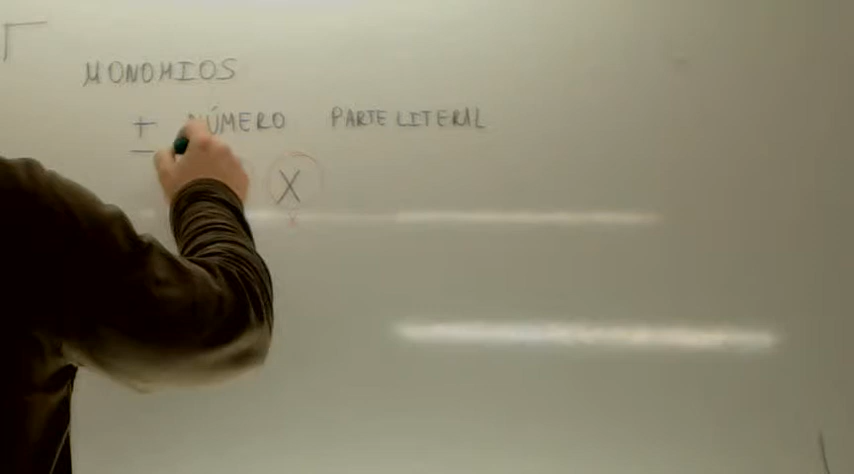 MONOMIOS
+ NÚMERO PARTE LITERAL
−
X
x